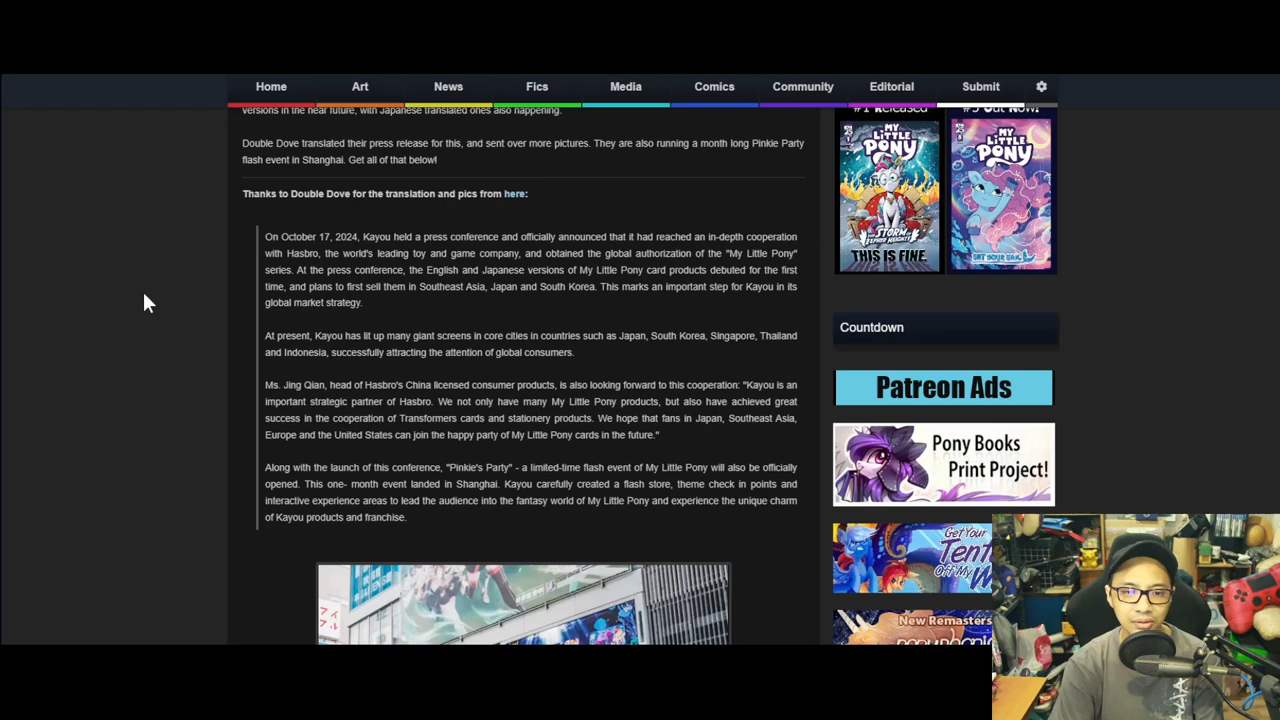 Home Art News Fics Media Comics Community Editorial Submit
versions in the near future, with Japanese translated ones also happening.
Double Dove translated their press release for this, and sent over more pictures. They are also running a month long Pinkie Party
flash event in Shanghai. Get all of that below!
Thanks to Double Dove for the translation and pics from here:
On October 17, 2024, Kayou held a press conference and officially announced that it had reached an in-depth cooperation
with Hasbro, the world's leading toy and game company, and obtained the global authorization of the "My Little Pony"
series. At the press conference, the English and Japanese versions of My Little Pony card products debuted for the first
time, and plans to first sell them in Southeast Asia, Japan and South Korea. This marks an important step for Kayou in its
global market strategy.
At present, Kayou has lit up many giant screens in core cities in countries such as Japan, South Korea, Singapore, Thailand
and Indonesia, successfully attracting the attention of global consumers.
Ms. Jing Qian, head of Hasbro's China licensed consumer products, is also looking forward to this cooperation: "Kayou is an
important strategic partner of Hasbro. We not only have many My Little Pony products, but also have achieved great
success in the cooperation of Transformers cards and stationery products. We hope that fans in Japan, Southeast Asia,
Europe and the United States can join the happy party of My Little Pony cards in the future."
Along with the launch of this conference, "Pinkie's Party" - a limited-time flash event of My Little Pony will also be officially
opened. This one- month event landed in Shanghai. Kayou carefully created a flash store, theme check in points and
interactive experience areas to lead the audience into the fantasy world of My Little Pony and experience the unique charm
of Kayou products and franchise.
#1 Released
MY LITTLE PONY
STORM
THIS IS FINE.
#5 Out Now!
MY LITTLE PONY
Countdown
Patreon Ads
Pony Books
Print Project!
Get Your
Tent
Off My W
New Remasters